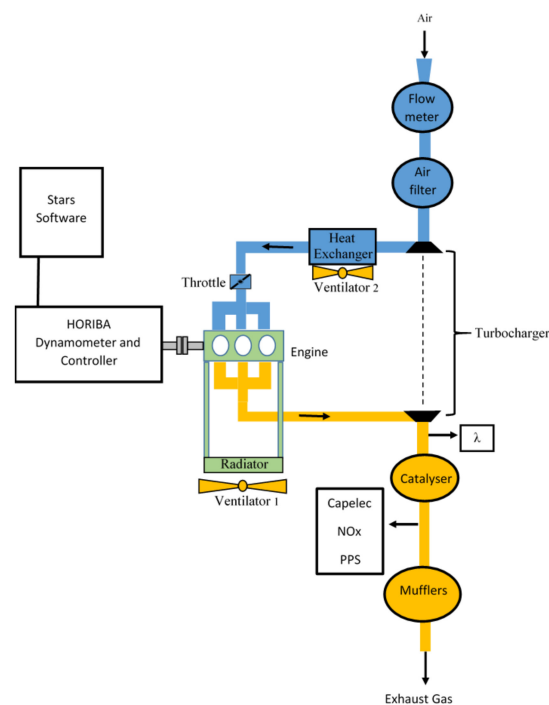 Air
Flow
meter
Air
filter
Stars
Software
Heat
Exchanger
Ventilator 2
Throttle
HORIBA
Dynamometer and
Controller
Engine
Turbocharger
Radiator
Ventilator 1
λ
Catalyser
Capelec
NOx
PPS
Mufflers
Exhaust Gas